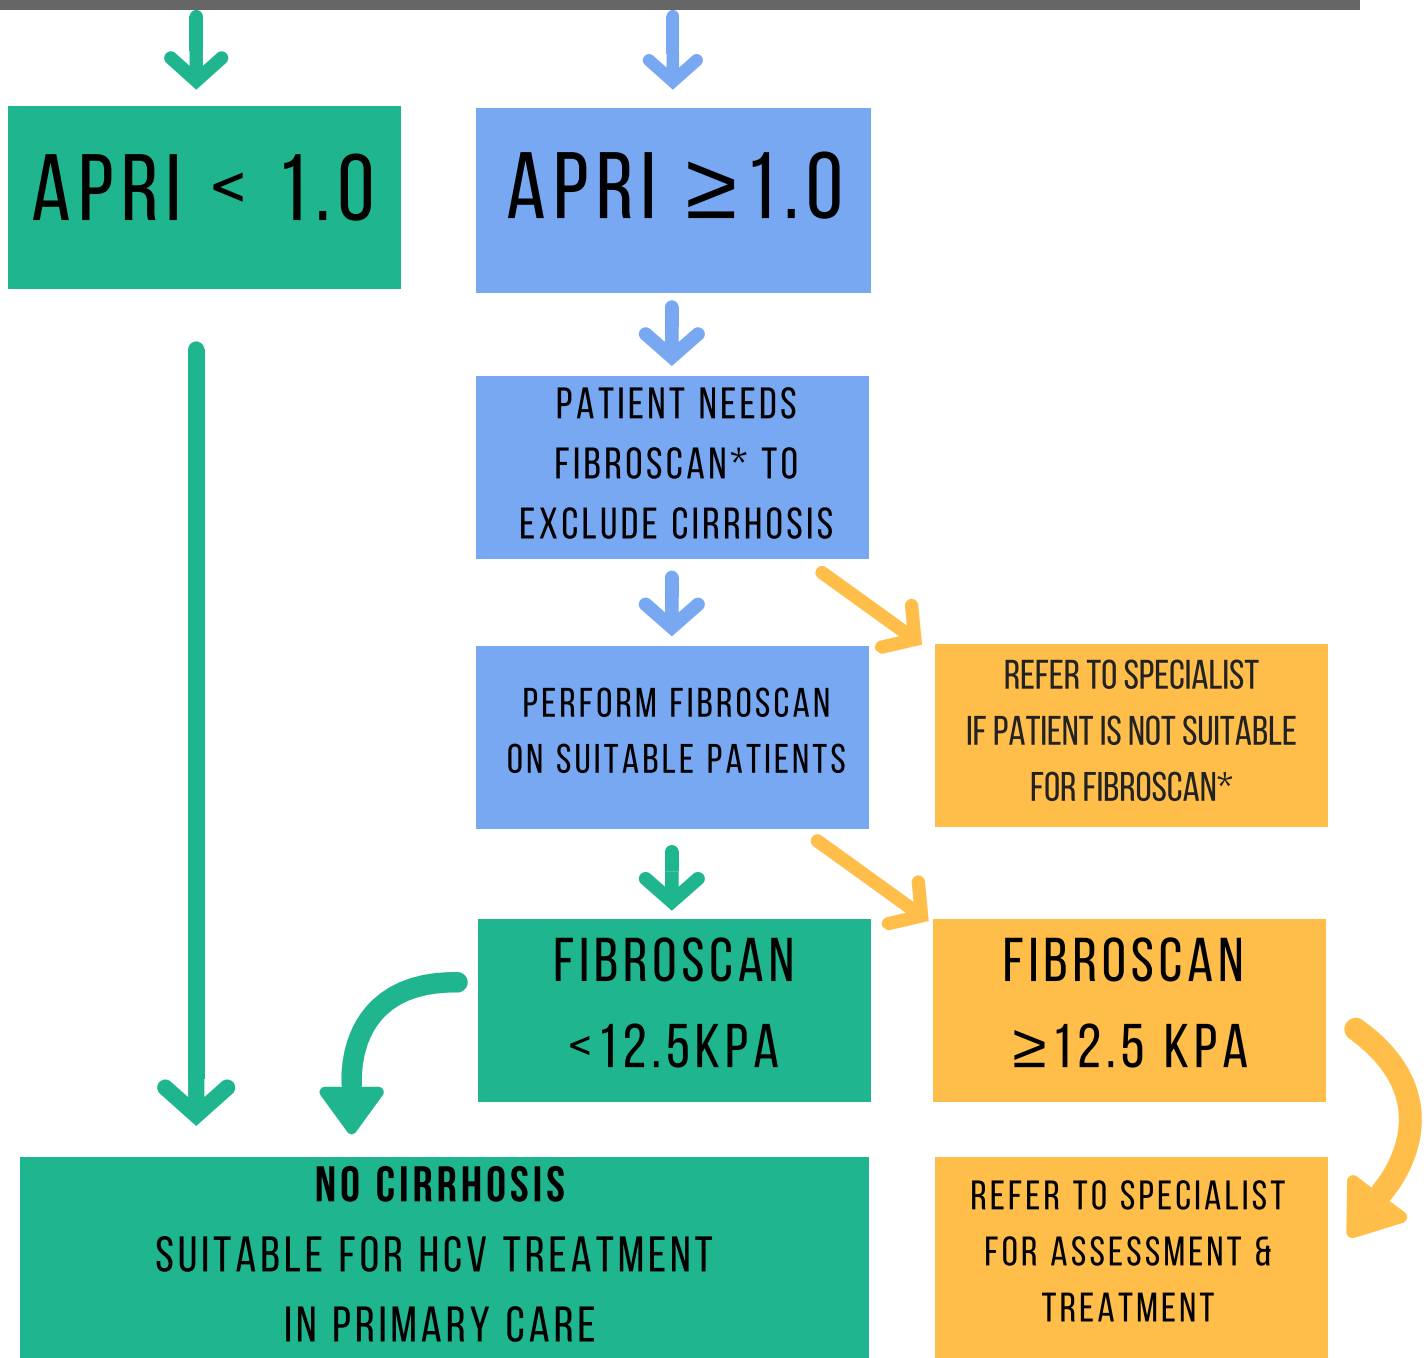 APRI < 1.0
APRI ≥1.0
PATIENT NEEDS
FIBROSCAN* TO
EXCLUDE CIRRHOSIS
PERFORM FIBROSCAN
ON SUITABLE PATIENTS
REFER TO SPECIALIST
IF PATIENT IS NOT SUITABLE
FOR FIBROSCAN*
FIBROSCAN
<12.5KPA
FIBROSCAN
≥12.5 KPA
NO CIRRHOSIS
SUITABLE FOR HCV TREATMENT
IN PRIMARY CARE
REFER TO SPECIALIST
FOR ASSESSMENT &
TREATMENT